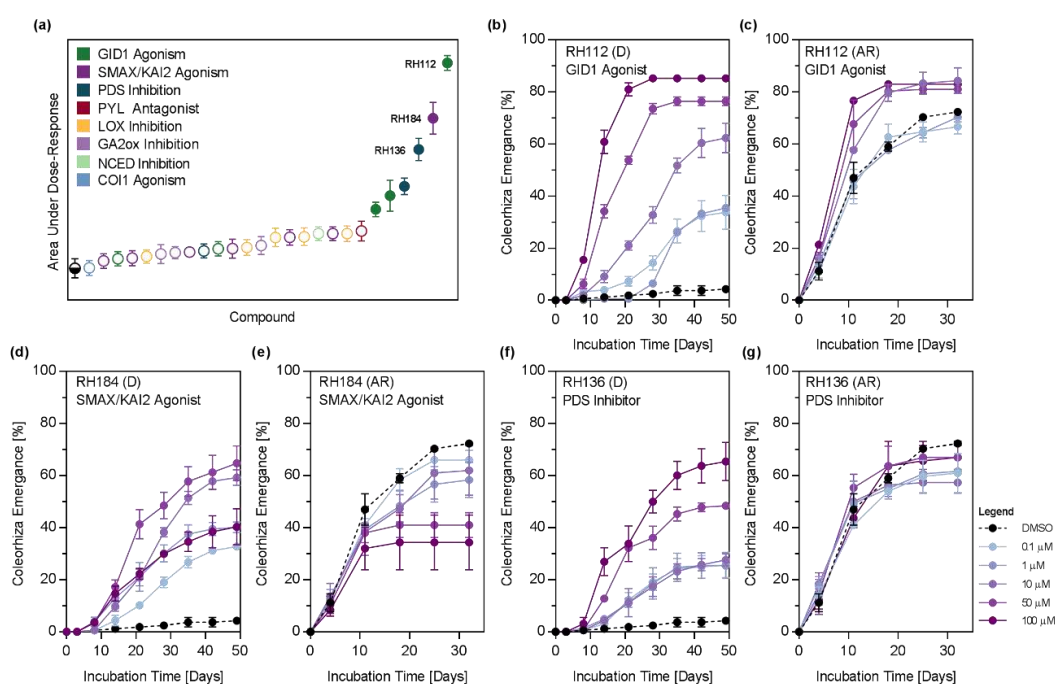 (a)
GID1 Agonism
SMAX/KAI2 Agonism
PDS Inhibition
PYL Antagonist
LOX Inhibition
GA2ox Inhibition
NCED Inhibition
COI1 Agonism
RH112
RH184
RH136
Area Under Dose-Response
Compound
(b)
RH112 (D)
GID1 Agonist
Coleorhiza Emergance [%]
100
80
60
40
20
0
0 10 20 30 40 50
Incubation Time [Days]
(c)
RH112 (AR)
GID1 Agonist
Coleorhiza Emergance [%]
100
80
60
40
20
0
0 10 20 30
Incubation Time [Days]
(d)
RH184 (D)
SMAX/KAI2 Agonist
Coleorhiza Emergance [%]
100
80
60
40
20
0
0 10 20 30 40 50
Incubation Time [Days]
(e)
RH184 (AR)
SMAX/KAI2 Agonist
Coleorhiza Emergance [%]
100
80
60
40
20
0
0 10 20 30
Incubation Time [Days]
(f)
RH136 (D)
PDS Inhibitor
Coleorhiza Emergance [%]
100
80
60
40
20
0
0 10 20 30 40 50
Incubation Time [Days]
(g)
RH136 (AR)
PDS Inhibitor
Coleorhiza Emergance [%]
100
80
60
40
20
0
0 10 20 30
Incubation Time [Days]
Legend
DMSO
0.1 µM
1 µM
10 µM
50 µM
100 µM